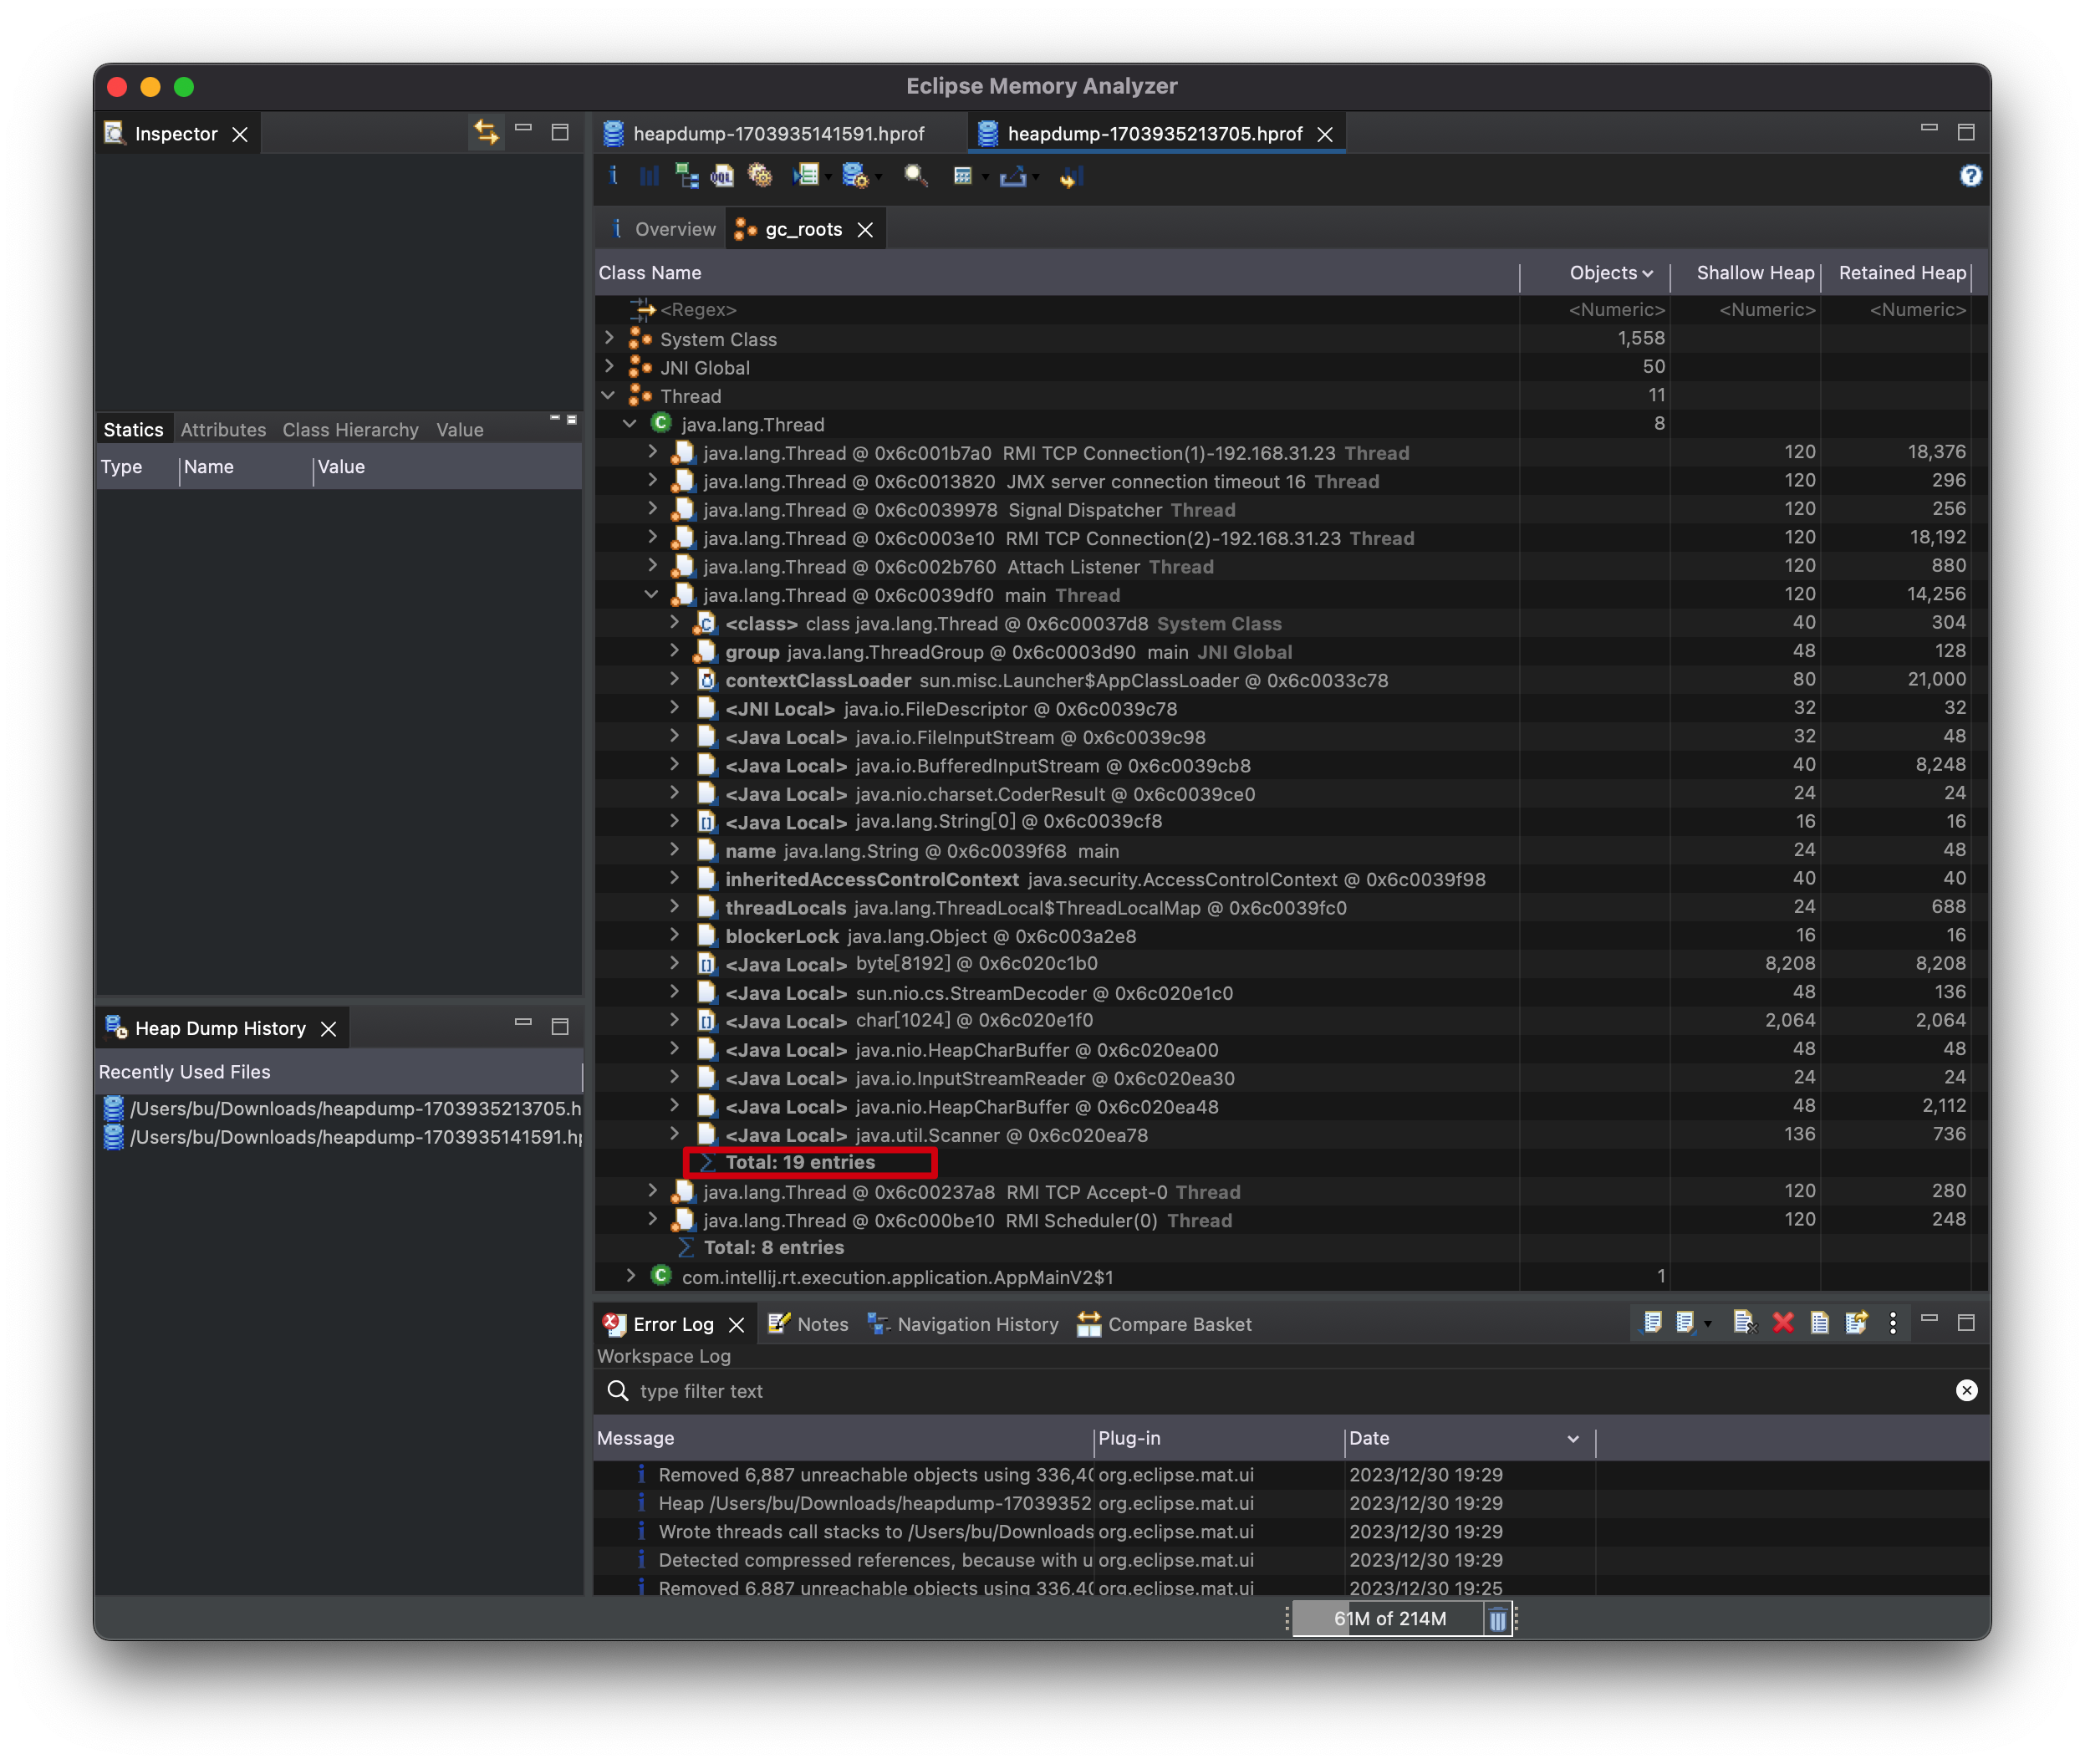 Eclipse Memory Analyzer
Inspector
heapdump-1703935141591.hprof
heapdump-1703935213705.hprof
Overview
gc_roots
Class Name Objects Shallow Heap Retained Heap
<Regex> <Numeric> <Numeric> <Numeric>
System Class 1,558
JNI Global 50
Thread 11
java.lang.Thread 8
java.lang.Thread @ 0x6c001b7a0 RMI TCP Connection(1)-192.168.31.23 Thread 120 18,376
java.lang.Thread @ 0x6c0013820 JMX server connection timeout 16 Thread 120 296
java.lang.Thread @ 0x6c0039978 Signal Dispatcher Thread 120 256
java.lang.Thread @ 0x6c0003e10 RMI TCP Connection(2)-192.168.31.23 Thread 120 18,192
java.lang.Thread @ 0x6c002b760 Attach Listener Thread 120 880
java.lang.Thread @ 0x6c0039df0 main Thread 120 14,256
<class> class java.lang.Thread @ 0x6c00037d8 System Class 40 304
group java.lang.ThreadGroup @ 0x6c0003d90 main JNI Global 48 128
contextClassLoader sun.misc.Launcher$AppClassLoader @ 0x6c0033c78 80 21,000
<JNI Local> java.io.FileDescriptor @ 0x6c0039c78 32 32
<Java Local> java.io.FileInputStream @ 0x6c0039c98 32 48
<Java Local> java.io.BufferedInputStream @ 0x6c0039cb8 40 8,248
<Java Local> java.nio.charset.CoderResult @ 0x6c0039ce0 24 24
<Java Local> java.lang.String[0] @ 0x6c0039cf8 16 16
name java.lang.String @ 0x6c0039f68 main 24 48
inheritedAccessControlContext java.security.AccessControlContext @ 0x6c0039f98 40 40
threadLocals java.lang.ThreadLocal$ThreadLocalMap @ 0x6c0039fc0 24 688
blockerLock java.lang.Object @ 0x6c003a2e8 16 16
<Java Local> byte[8192] @ 0x6c020c1b0 8,208 8,208
<Java Local> sun.nio.cs.StreamDecoder @ 0x6c020e1c0 48 136
<Java Local> char[1024] @ 0x6c020e1f0 2,064 2,064
<Java Local> java.nio.HeapCharBuffer @ 0x6c020ea00 48 48
<Java Local> java.io.InputStreamReader @ 0x6c020ea30 24 24
<Java Local> java.nio.HeapCharBuffer @ 0x6c020ea48 48 2,112
<Java Local> java.util.Scanner @ 0x6c020ea78 136 736
Total: 19 entries
java.lang.Thread @ 0x6c00237a8 RMI TCP Accept-0 Thread 120 280
java.lang.Thread @ 0x6c000be10 RMI Scheduler(0) Thread 120 248
Total: 8 entries
com.intellij.rt.execution.application.AppMainV2$1 1
Statics Attributes Class Hierarchy Value
Type Name Value
Heap Dump History
Recently Used Files
/Users/bu/Downloads/heapdump-1703935213705.h
/Users/bu/Downloads/heapdump-1703935141591.hp
Error Log Notes Navigation History Compare Basket
Workspace Log
type filter text
Message Plug-in Date
Removed 6,887 unreachable objects using 336,40 org.eclipse.mat.ui 2023/12/30 19:29
Heap /Users/bu/Downloads/heapdump-17039352 org.eclipse.mat.ui 2023/12/30 19:29
Wrote threads call stacks to /Users/bu/Downloads org.eclipse.mat.ui 2023/12/30 19:29
Detected compressed references, because with u org.eclipse.mat.ui 2023/12/30 19:29
Removed 6,887 unreachable objects using 336,40 org.eclipse.mat.ui 2023/12/30 19:25
61M of 214M